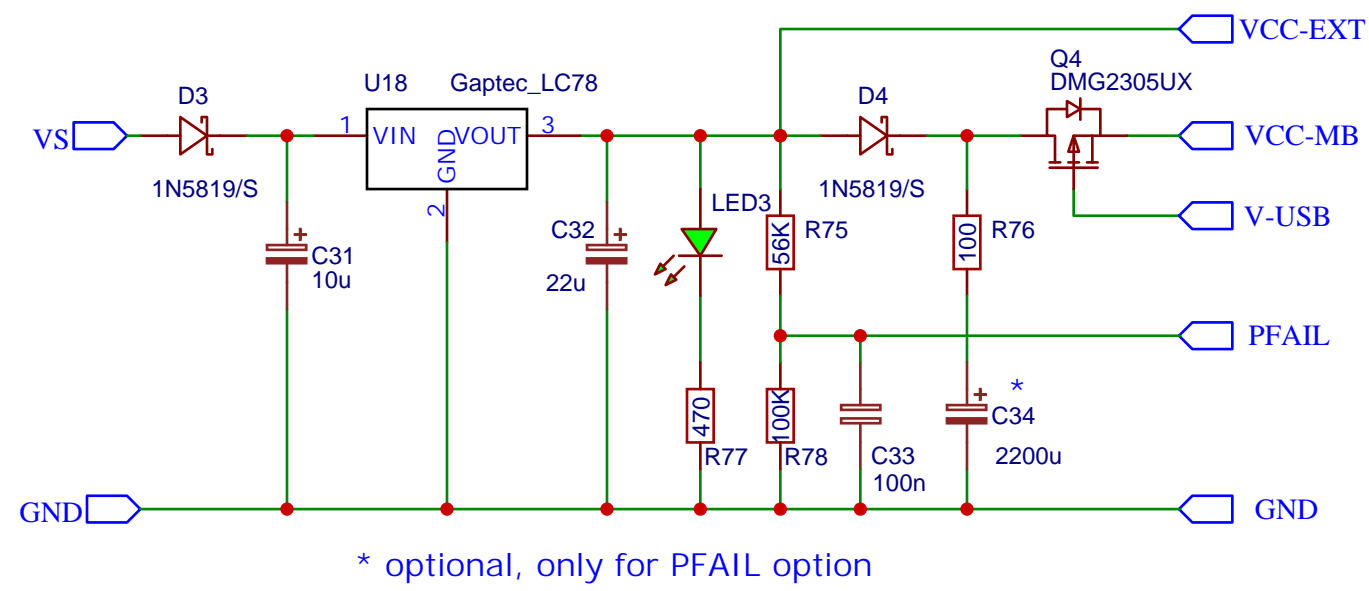 VCC-EXT
Q4
DMG2305UX
U18 Gaptec_LC78
D3
D4
VS
1
VIN
GND
VOUT
3
VCC-MB
1N5819/S
2
1N5819/S
LED3
V-USB
+
C31
10u
C32
+
22u
56K
R75
100
R76
PFAIL
*
470
R77
100K
R78
C33
100n
+
C34
2200u
GND
GND
* optional, only for PFAIL option